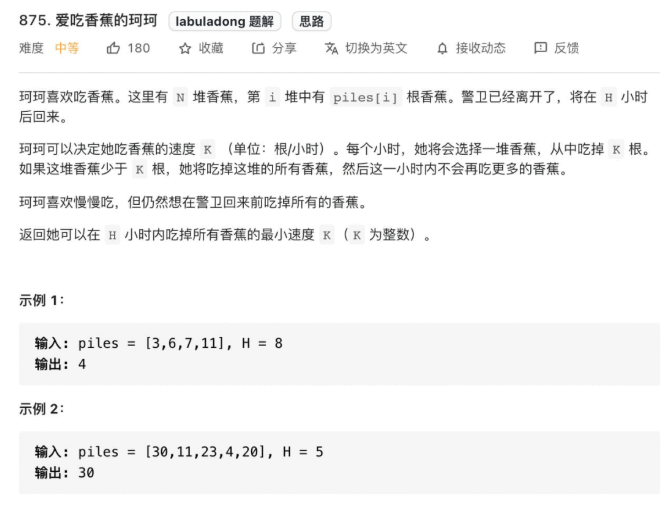 875. 爱吃香蕉的珂珂 labuladong 题解 思路
难度 中等 180 收藏 分享 切换为英文 接收动态 反馈
珂珂喜欢吃香蕉。这里有 N 堆香蕉，第 i 堆中有 piles[i] 根香蕉。警卫已经离开了，将在 H 小时
后回来。
珂珂可以决定她吃香蕉的速度 K （单位：根/小时）。每个小时，她将会选择一堆香蕉，从中吃掉 K 根。
如果这堆香蕉少于 K 根，她将吃掉这堆的所有香蕉，然后这一小时内不会再吃更多的香蕉。
珂珂喜欢慢慢吃，但仍然想在警卫回来前吃掉所有的香蕉。
返回她可以在 H 小时内吃掉所有香蕉的最小速度 K（ K 为整数）。
示例 1：
输入: piles = [3,6,7,11], H = 8
输出: 4
示例 2：
输入: piles = [30,11,23,4,20], H = 5
输出: 30